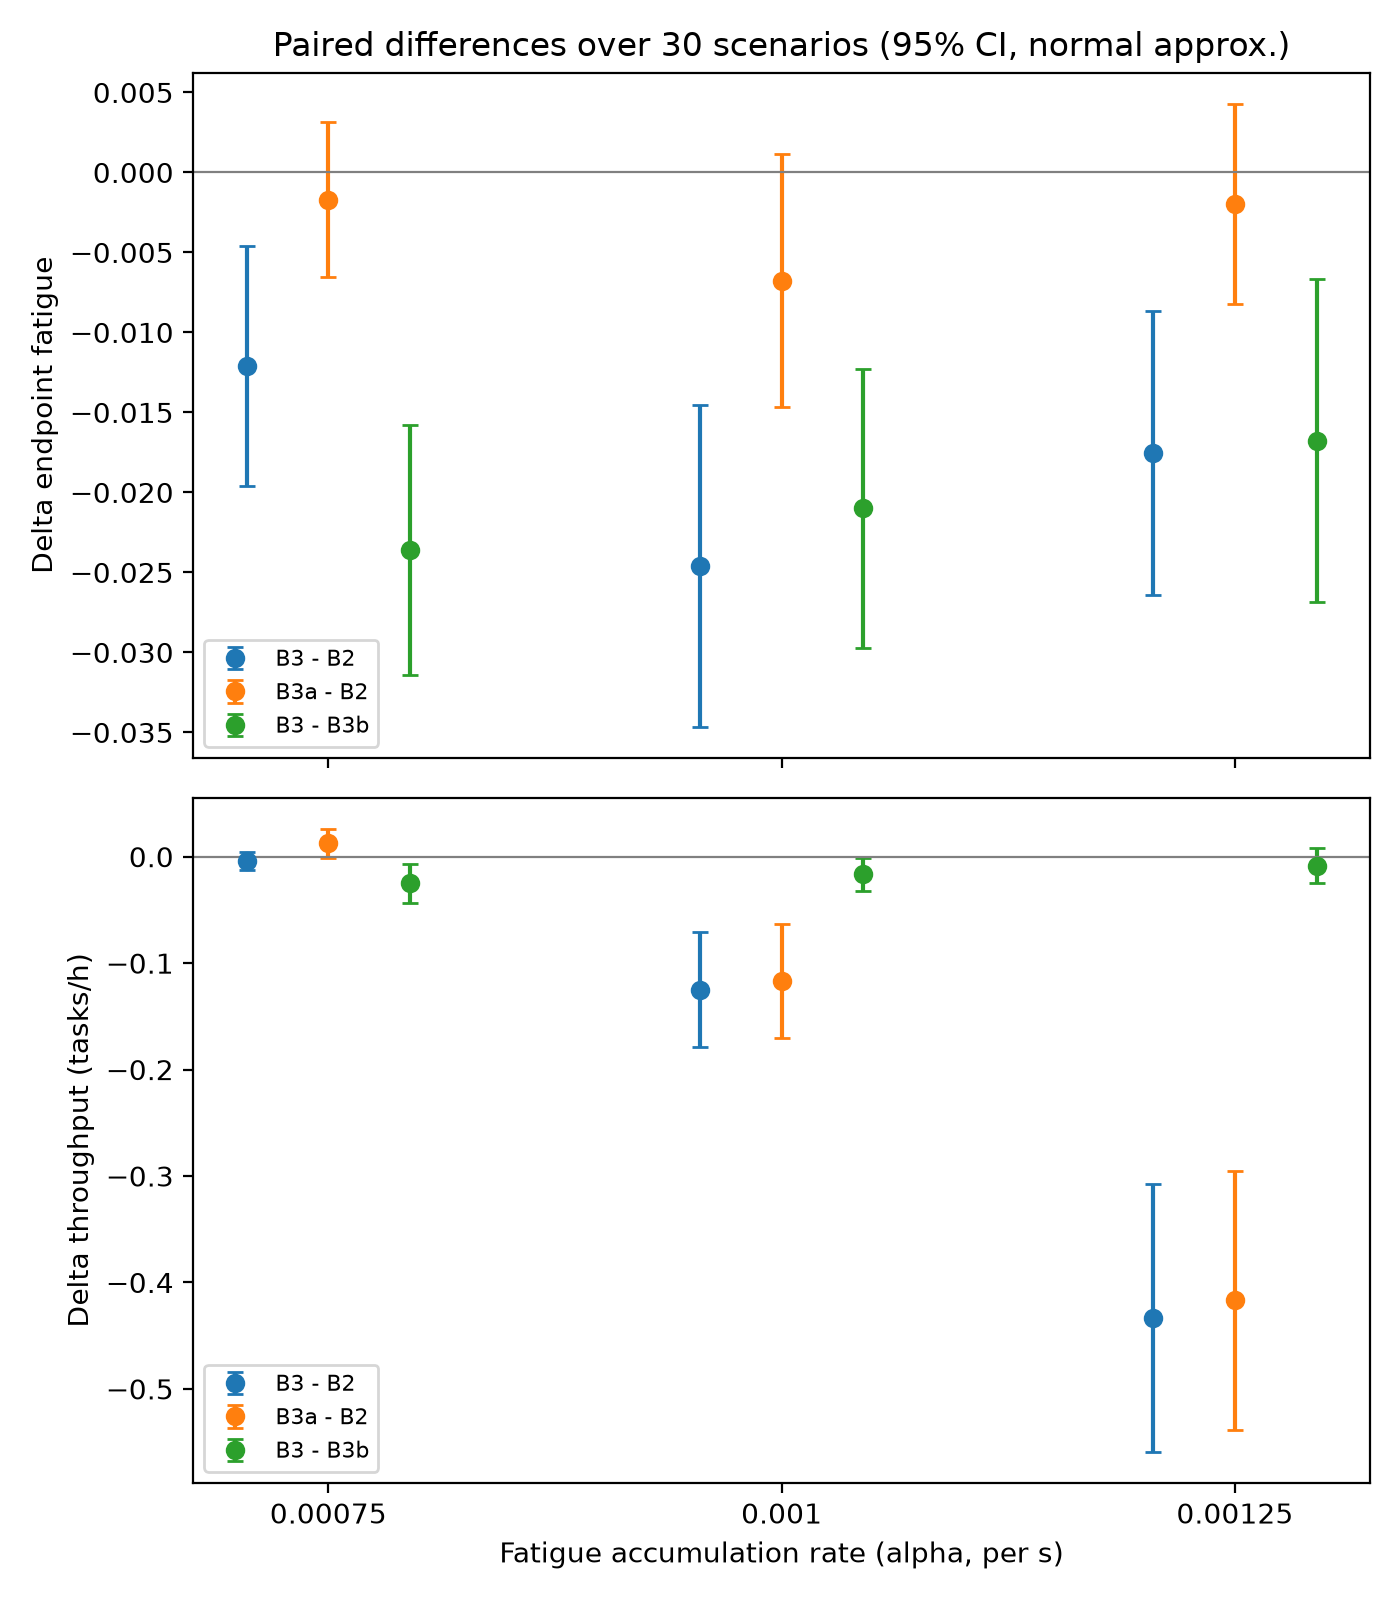 Paired differences over 30 scenarios (95% CI, normal approx.)
0.005
0.000
−0.005
−0.010
−0.015
−0.020
−0.025
−0.030
−0.035
Delta endpoint fatigue
B3 - B2
B3a - B2
B3 - B3b
0.0
−0.1
−0.2
−0.3
−0.4
−0.5
Delta throughput (tasks/h)
B3 - B2
B3a - B2
B3 - B3b
0.00075
0.001
0.00125
Fatigue accumulation rate (alpha, per s)